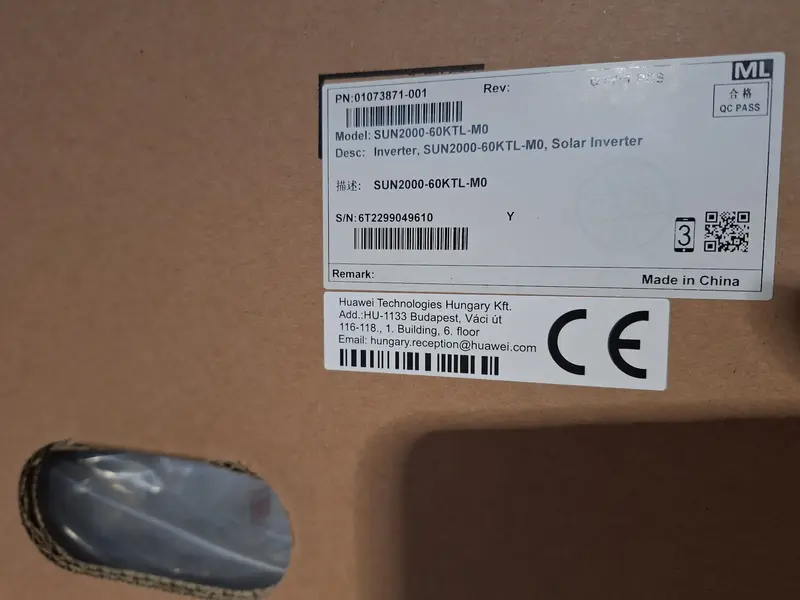 ML
PN:01073871-001 Rev:
合格
QC PASS
Model: SUN2000-60KTL-M0
Desc: Inverter, SUN2000-60KTL-M0, Solar Inverter
描述: SUN2000-60KTL-M0
S/N:6T2299049610 Y
3
Remark: Made in China
Huawei Technologies Hungary Kft.
Add.:HU-1133 Budapest, Váci út
116-118., 1. Building, 6. floor
Email: hungary.reception@huawei.com
CE